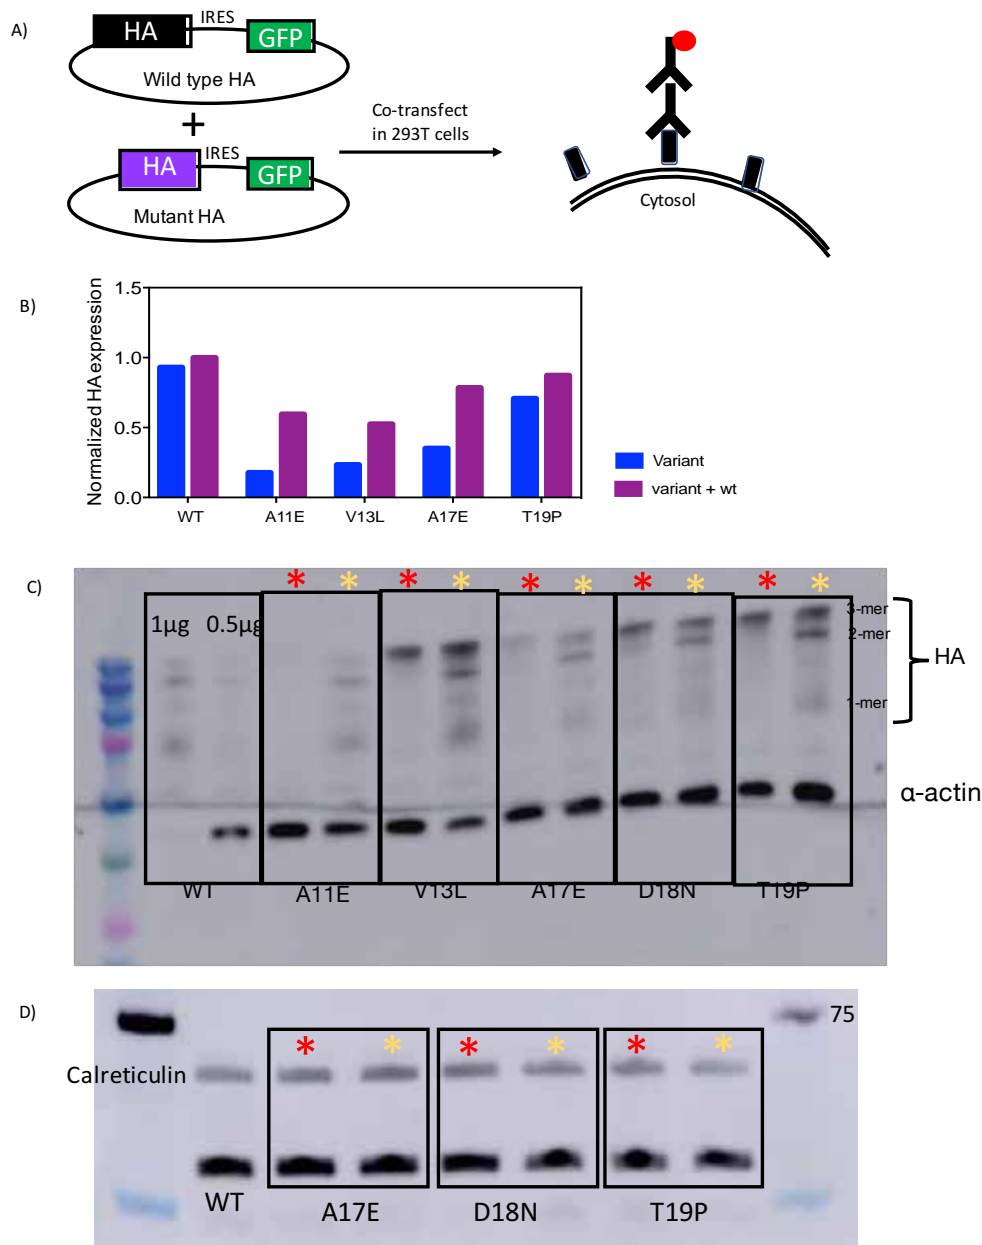 A)
HA
IRES
GFP
Wild type HA
+
HA
IRES
GFP
Mutant HA
Co-transfect
in 293T cells
Cytosol
B)
Normalized HA expression
1.5
1.0
0.5
0.0
WT
A11E
V13L
A17E
T19P
Variant
variant + wt
C)
* * * * * * * * * *
1µg 0.5µg
3-mer
2-mer
1-mer
HA
α-actin
WT
A11E
V13L
A17E
D18N
T19P
D)
* * * * * *
75
Calreticulin
WT
A17E
D18N
T19P